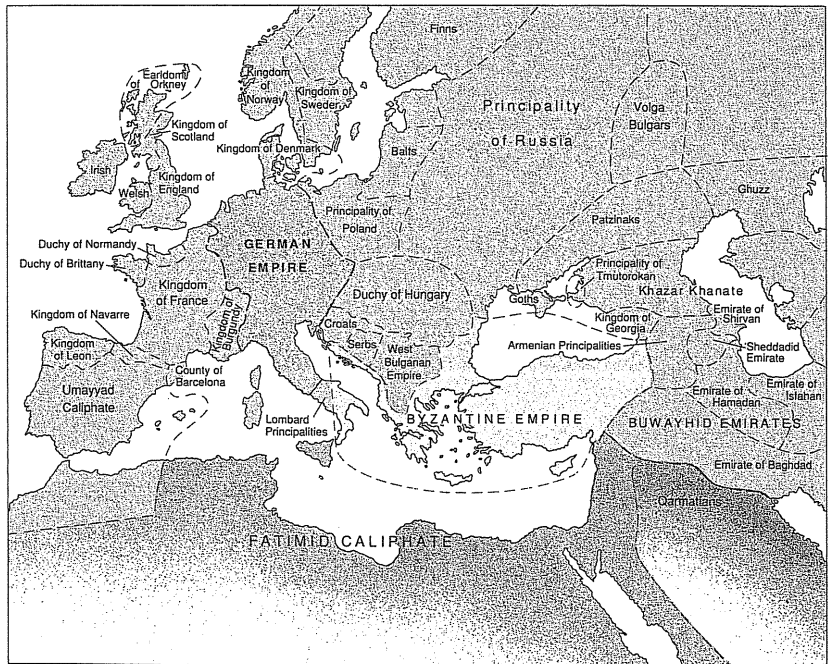 Finns
Earldom
of Orkney
Kingdom
of
Norway
Kingdom of
Sweden
Principality
of Russia
Volga
Bulgars
Kingdom of
Scotland
Kingdom of Denmark
Balts
Irish
Welsh
Kingdom of
England
Ghuzz
Principality of
Poland
Patzinaks
Duchy of Normandy
GERMAN
EMPIRE
Duchy of Brittany
Principality of
Tmutorokan
Kingdom
of France
Duchy of Hungary
Khazar Khanate
Goths
Kingdom of Navarre
Kingdom of
Burgundy
Croats
Kingdom of
Georgia
Emirate of
Shirvan
Kingdom
of Leon
Serbs
West
Bulganan
Empire
Armenian Principalities
Sheddadid
Emirate
County of
Barcelona
Umayyad
Caliphate
Emirate of
Isfahan
Emirate of
Hamadan
Lombard
Principalities
BYZANTINE EMPIRE
BUWAYHID EMIRATES
Emirate of Baghdad
Qarmatians
FATIMID CALIPHATE